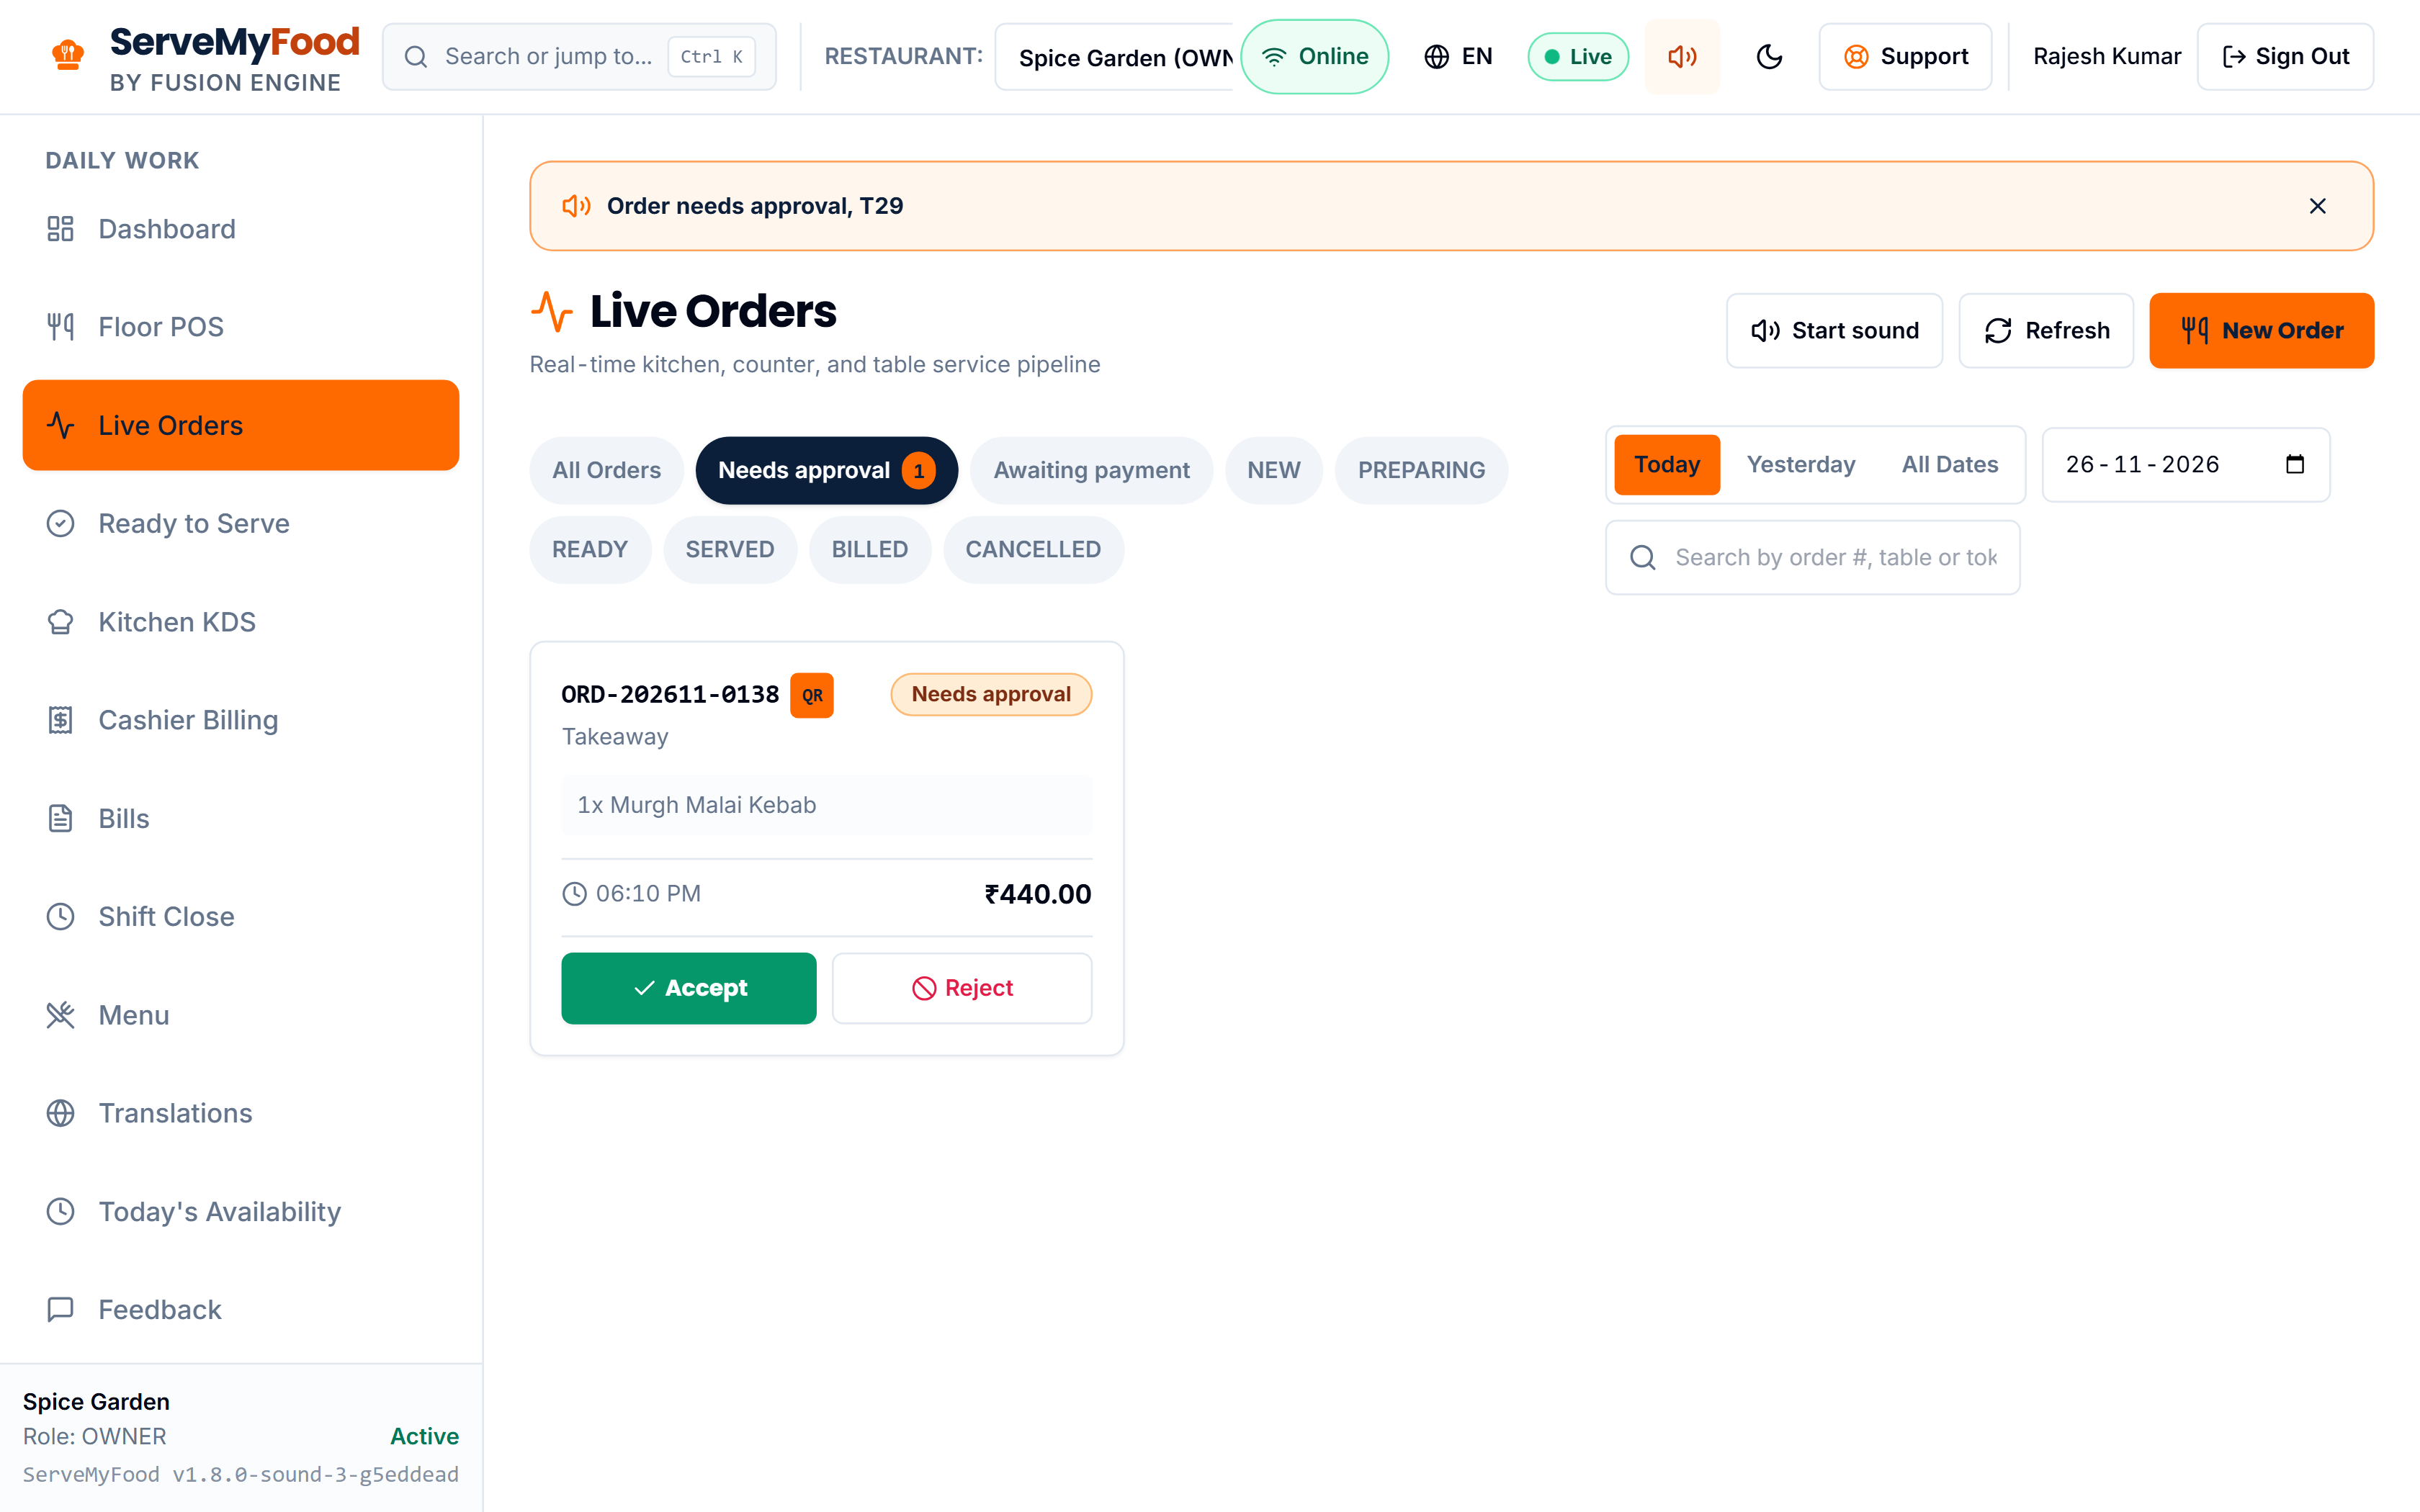 ServeMyFood
BY FUSION ENGINE
Search or jump to... Ctrl K
RESTAURANT:
Spice Garden (OWN
Online
EN
Live
Support
Rajesh Kumar
Sign Out
DAILY WORK
Dashboard
Floor POS
Live Orders
Ready to Serve
Kitchen KDS
Cashier Billing
Bills
Shift Close
Menu
Translations
Today's Availability
Feedback
Spice Garden
Role: OWNER Active
ServeMyFood v1.8.0-sound-3-g5eddead
Order needs approval, T29
Live Orders
Real-time kitchen, counter, and table service pipeline
Start sound
Refresh
New Order
All Orders
Needs approval 1
Awaiting payment
NEW
PREPARING
READY
SERVED
BILLED
CANCELLED
Today
Yesterday
All Dates
26-11-2026
Search by order #, table or tok
ORD-202611-0138 QR Needs approval
Takeaway
1x Murgh Malai Kebab
06:10 PM ₹440.00
Accept
Reject